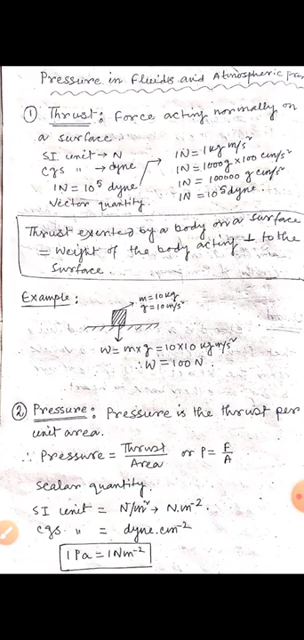 Pressure in Fluids and Atmospheric
① Thrust: Force acting normally on
a surface.
SI unit → N
Cgs " → dyne
1N = 10⁵ dyne
Vector quantity.
1N = 1kg m/s²
1N = 1000g x 100 cm/s²
1N = 10000 g cm/s²
1N = 10⁵ dyne.
Thrust exerted by a body on a surface
= Weight of the body acting ⊥ to the
surface.
Example:
m = 10kg
g = 10m/s²
W = m x g = 10 x 10 kg m/s²
∴ W = 100 N.
② Pressure: Pressure is the thrust per
unit area.
∴ Pressure = Thrust/Area or P = F/A
Scalar quantity
SI unit = N/m² → N.m⁻².
Cgs. " = dyne.cm⁻²
1 Pa = 1 Nm⁻²